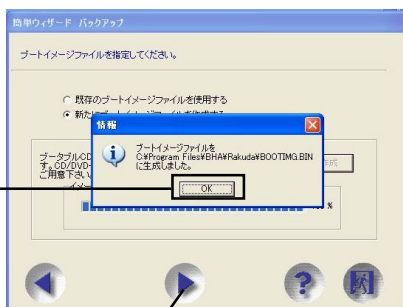 簡単ウィザード バックアップ
ブートイメージファイルを指定してください。
既存のブートイメージファイルを使用する
新たにブートイメージファイルを作成する
情報
ブートイメージファイルを
C:¥Program Files¥BHA¥Rakuda¥BOOTIMG.BIN
に生成しました。
OK
ブータブルCD
す。CD/DVD-
ご用意下さい
作成
イメー
%